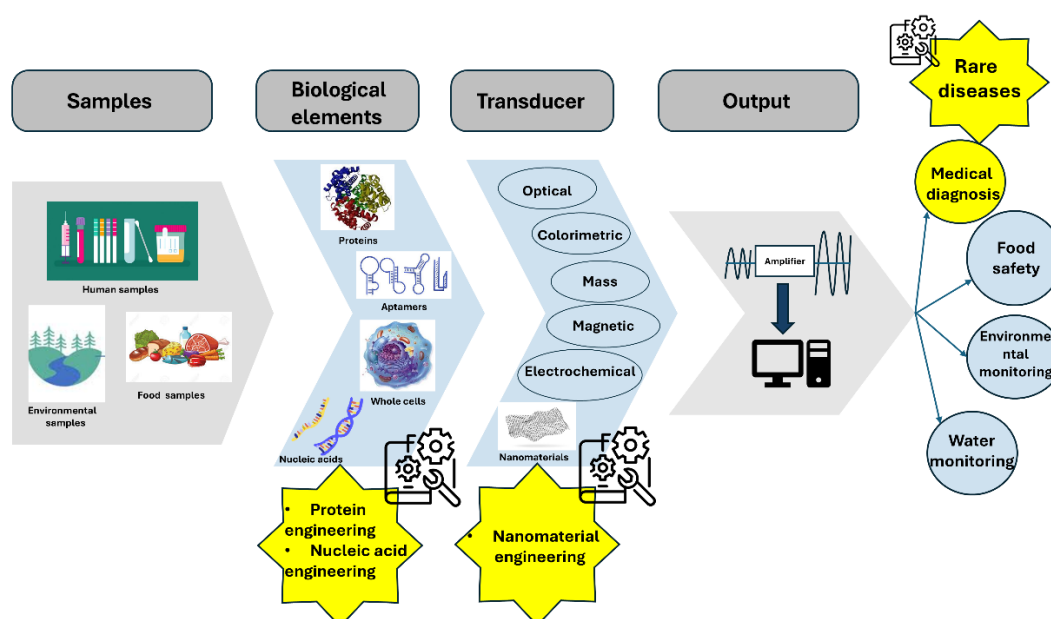 Samples
Biological
elements
Transducer
Output
Rare
diseases
Human samples
Environmental
samples
Food samples
Proteins
Aptamers
Whole cells
Nucleic acids
Optical
Colorimetric
Mass
Magnetic
Electrochemical
Nanomaterials
Amplifier
Medical
diagnosis
Food
safety
Environme
ntal
monitoring
Water
monitoring
• Protein
engineering
• Nucleic acid
engineering
• Nanomaterial
engineering